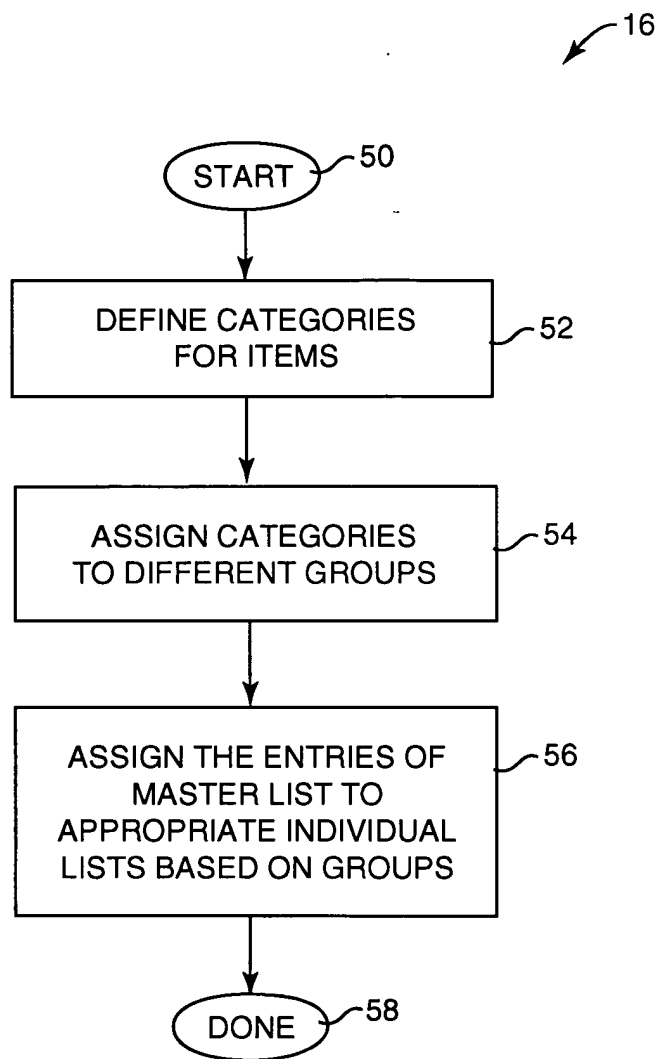 16
START
50
DEFINE CATEGORIES
FOR ITEMS
52
ASSIGN CATEGORIES
TO DIFFERENT GROUPS
54
ASSIGN THE ENTRIES OF
MASTER LIST TO
APPROPRIATE INDIVIDUAL
LISTS BASED ON GROUPS
56
DONE
58